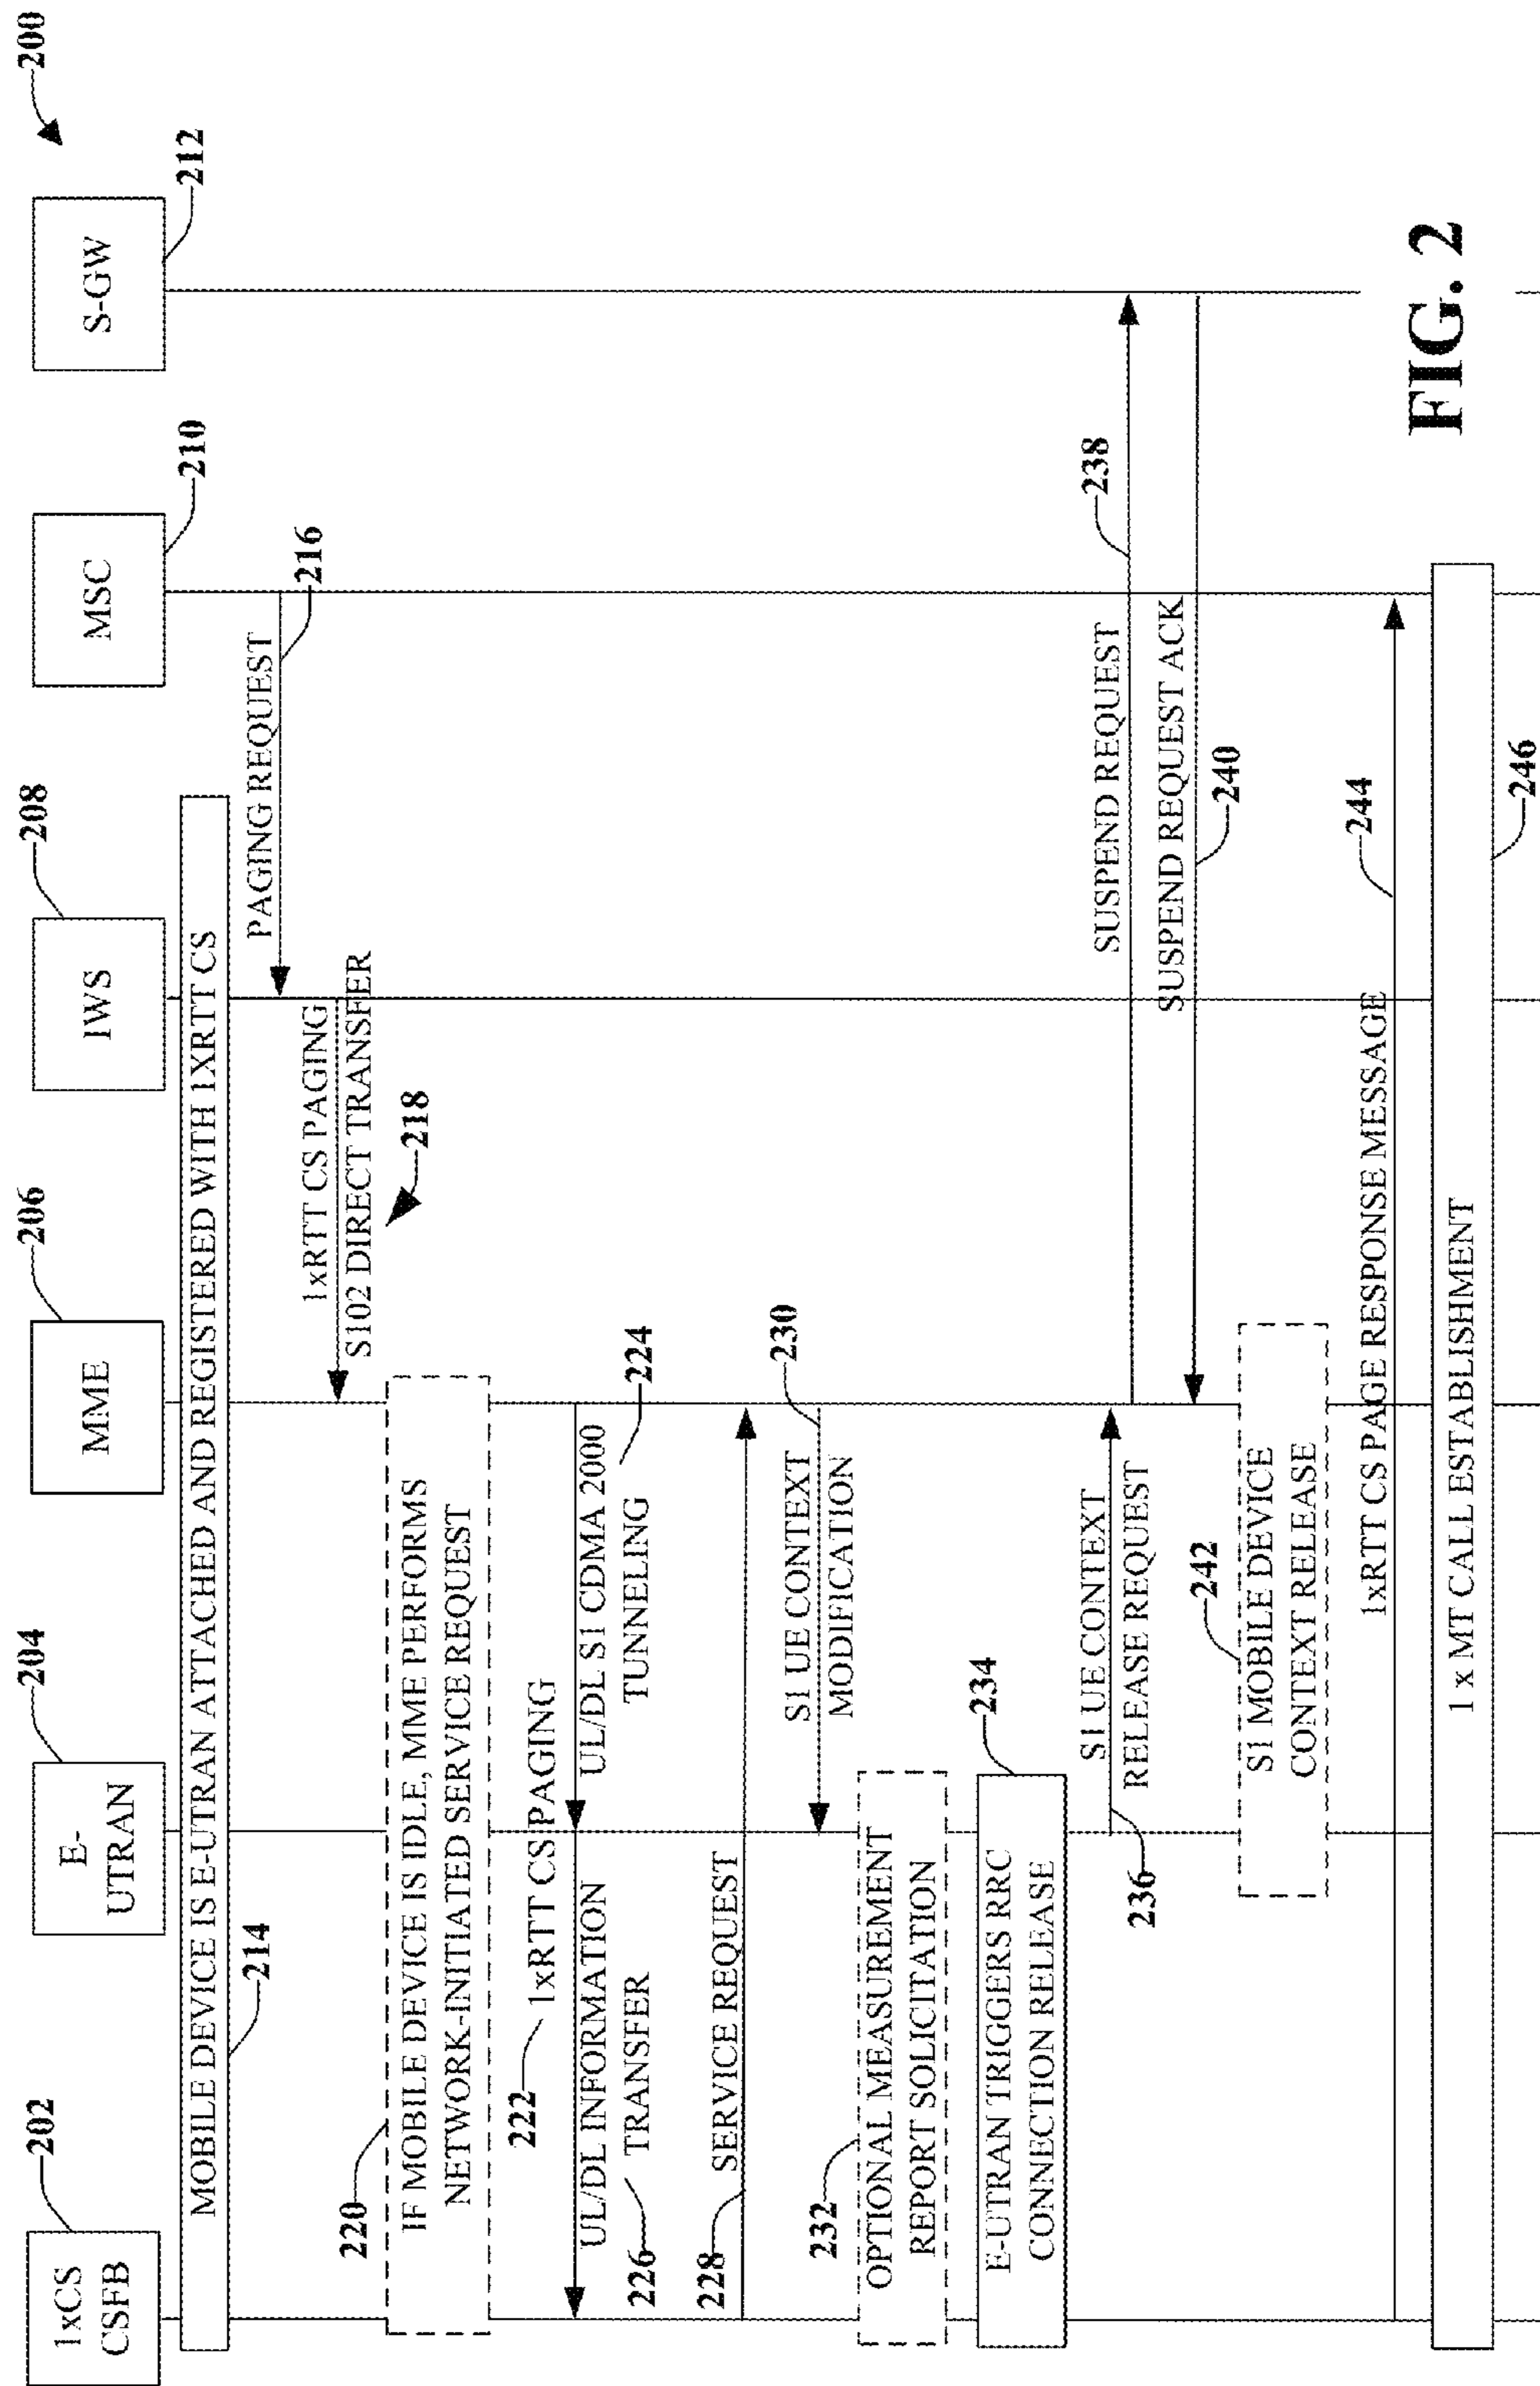 200
202
1xCS
CSFB
204
E-
UTRAN
206
MME
208
IWS
210
MSC
212
S-GW
MOBILE DEVICE IS E-UTRAN ATTACHED AND REGISTERED WITH 1XRTT CS
214
PAGING REQUEST
216
1xRTT CS PAGING
S102 DIRECT TRANSFER
218
220
IF MOBILE DEVICE IS IDLE, MME PERFORMS
NETWORK-INITIATED SERVICE REQUEST
222 1xRTT CS PAGING
UL/DL INFORMATION
TRANSFER
226
UL/DL S1 CDMA 2000
TUNNELING
224
228
SERVICE REQUEST
S1 UE CONTEXT
MODIFICATION
230
232
OPTIONAL MEASUREMENT
REPORT SOLICITATION
E-UTRAN TRIGGERS RRC
CONNECTION RELEASE
234
S1 UE CONTEXT
RELEASE REQUEST
236
SUSPEND REQUEST
238
SUSPEND REQUEST ACK
240
242
S1 MOBILE DEVICE
CONTEXT RELEASE
1xRTT CS PAGE RESPONSE MESSAGE
244
1 x MT CALL ESTABLISHMENT
246
FIG. 2